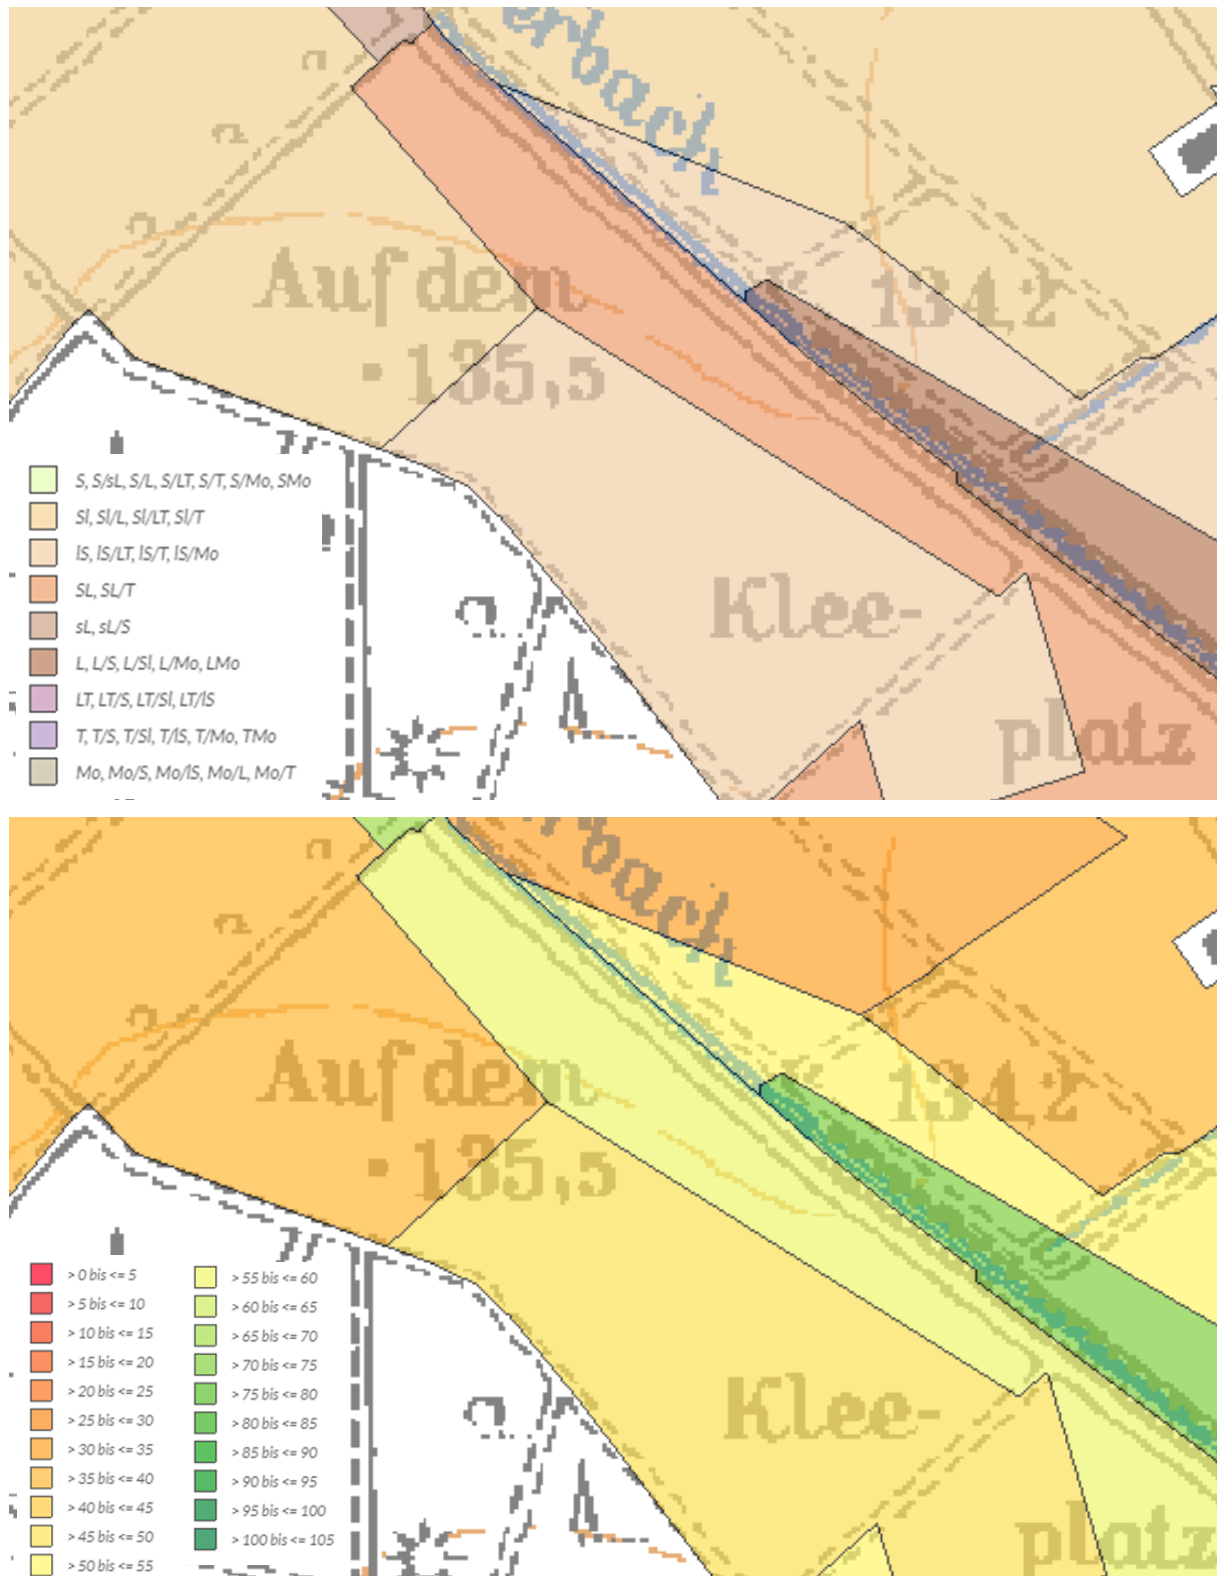 erbach
Auf dem
134,2
135,5
S, S/sL, S/L, S/LT, S/T, S/Mo, SMo
Sl, Sl/L, Sl/LT, Sl/T
lS, lS/LT, lS/T, lS/Mo
SL, SL/T
sL, sL/S
L, L/S, L/Sl, L/Mo, LMo
LT, LT/S, LT/Sl, LT/lS
T, T/S, T/Sl, T/lS, T/Mo, TMo
Mo, Mo/S, Mo/lS, Mo/L, Mo/T
Klee-
platz
rbach
Auf dem
134,2
135,5
> 0 bis <= 5
> 5 bis <= 10
> 10 bis <= 15
> 15 bis <= 20
> 20 bis <= 25
> 25 bis <= 30
> 30 bis <= 35
> 35 bis <= 40
> 40 bis <= 45
> 45 bis <= 50
> 50 bis <= 55
> 55 bis <= 60
> 60 bis <= 65
> 65 bis <= 70
> 70 bis <= 75
> 75 bis <= 80
> 80 bis <= 85
> 85 bis <= 90
> 90 bis <= 95
> 95 bis <= 100
> 100 bis <= 105
Klee-
platz